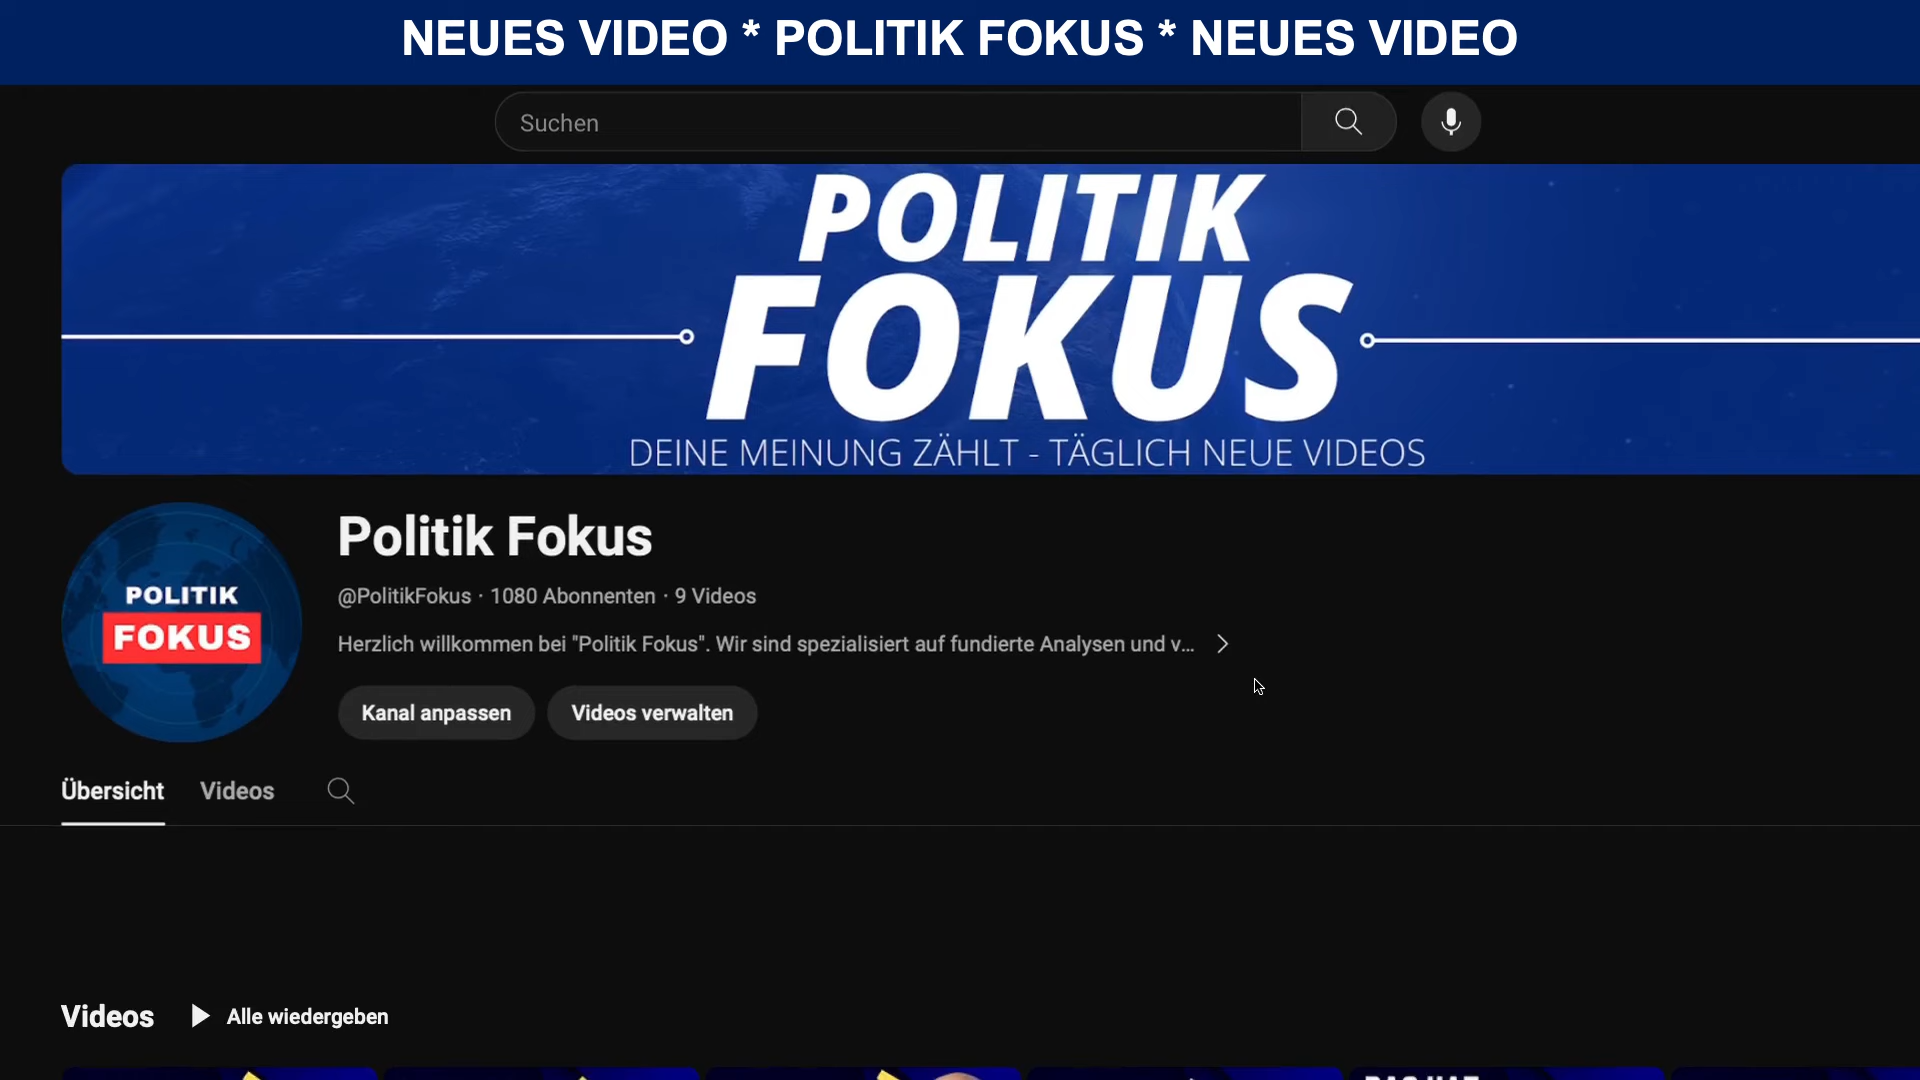 NEUES VIDEO * POLITIK FOKUS * NEUES VIDEO
Suchen
POLITIK
FOKUS
DEINE MEINUNG ZÄHLT - TÄGLICH NEUE VIDEOS
POLITIK
FOKUS
Politik Fokus
@PolitikFokus · 1080 Abonnenten · 9 Videos
Herzlich willkommen bei "Politik Fokus". Wir sind spezialisiert auf fundierte Analysen und v...
Kanal anpassen
Videos verwalten
Übersicht
Videos
Videos
Alle wiedergeben